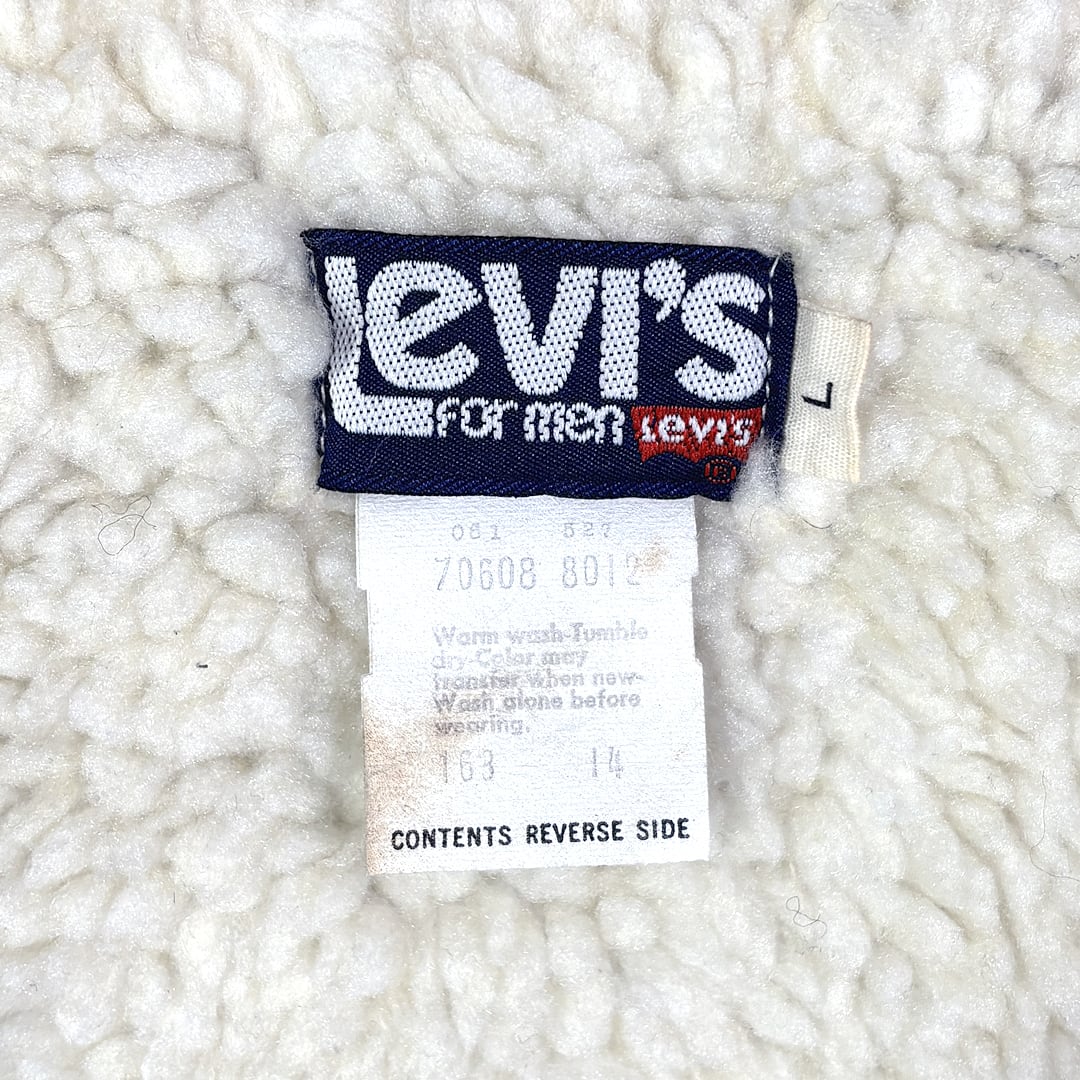 Levi's
for men Levi's
®
L
061 527
70608 8012
Warm wash-Tumble
dry-Color may
transfer when new-
Wash alone before
wearing.
163 14
CONTENTS REVERSE SIDE